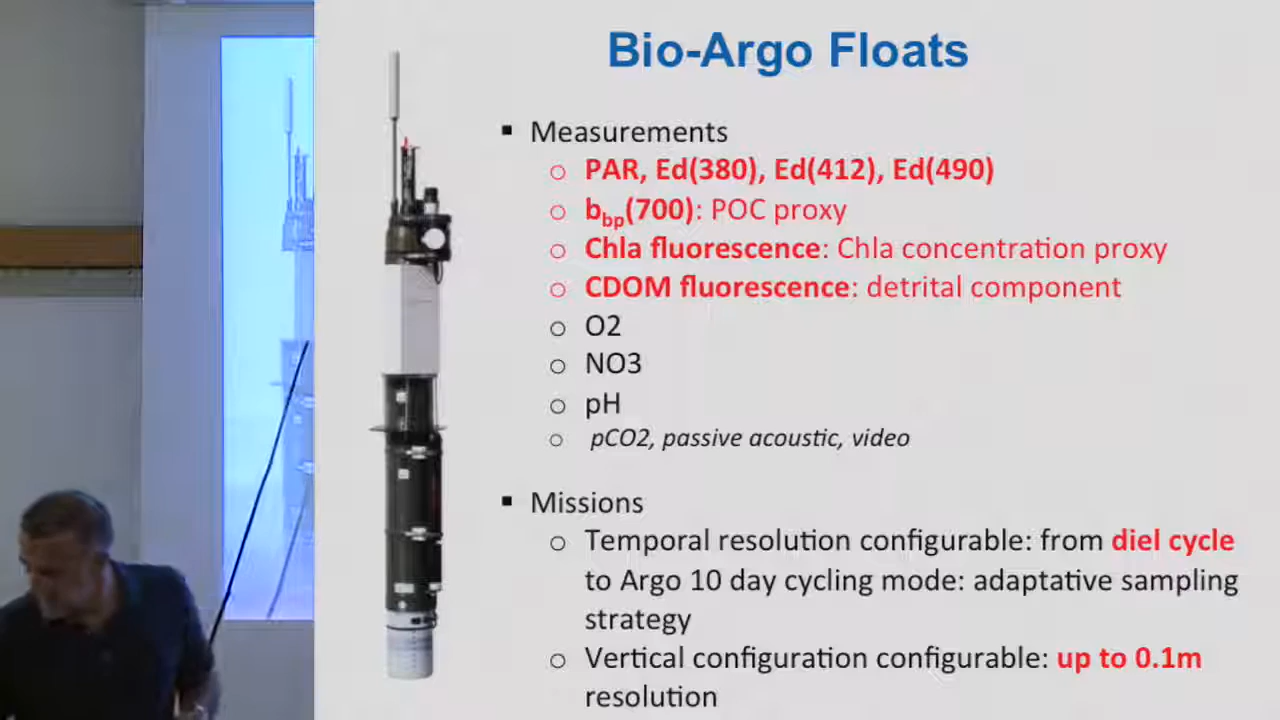 Bio-Argo Floats
▪ Measurements
○ PAR, Ed(380), Ed(412), Ed(490)
○ bbp(700): POC proxy
○ Chla fluorescence: Chla concentration proxy
○ CDOM fluorescence: detrital component
○ O2
○ NO3
○ pH
○ pCO2, passive acoustic, video
▪ Missions
○ Temporal resolution configurable: from diel cycle
to Argo 10 day cycling mode: adaptative sampling
strategy
○ Vertical configuration configurable: up to 0.1m
resolution